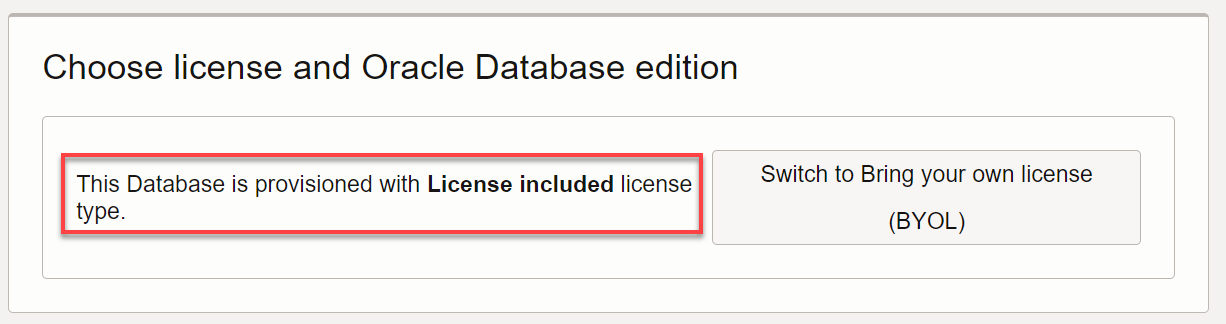 Choose license and Oracle Database edition
This Database is provisioned with License included license
type.
Switch to Bring your own license
(BYOL)